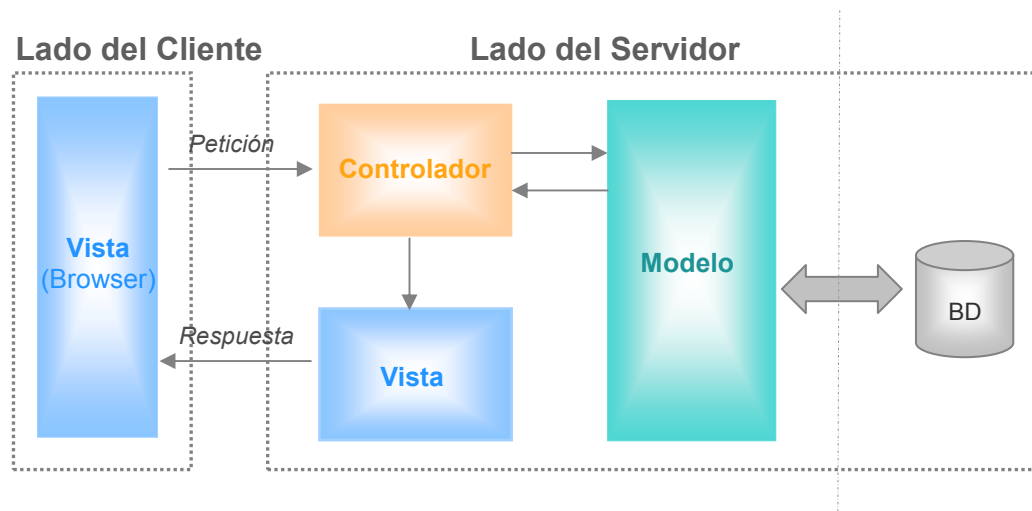 Lado del Cliente
Lado del Servidor
Petición
Controlador
Vista
(Browser)
Modelo
BD
Respuesta
Vista